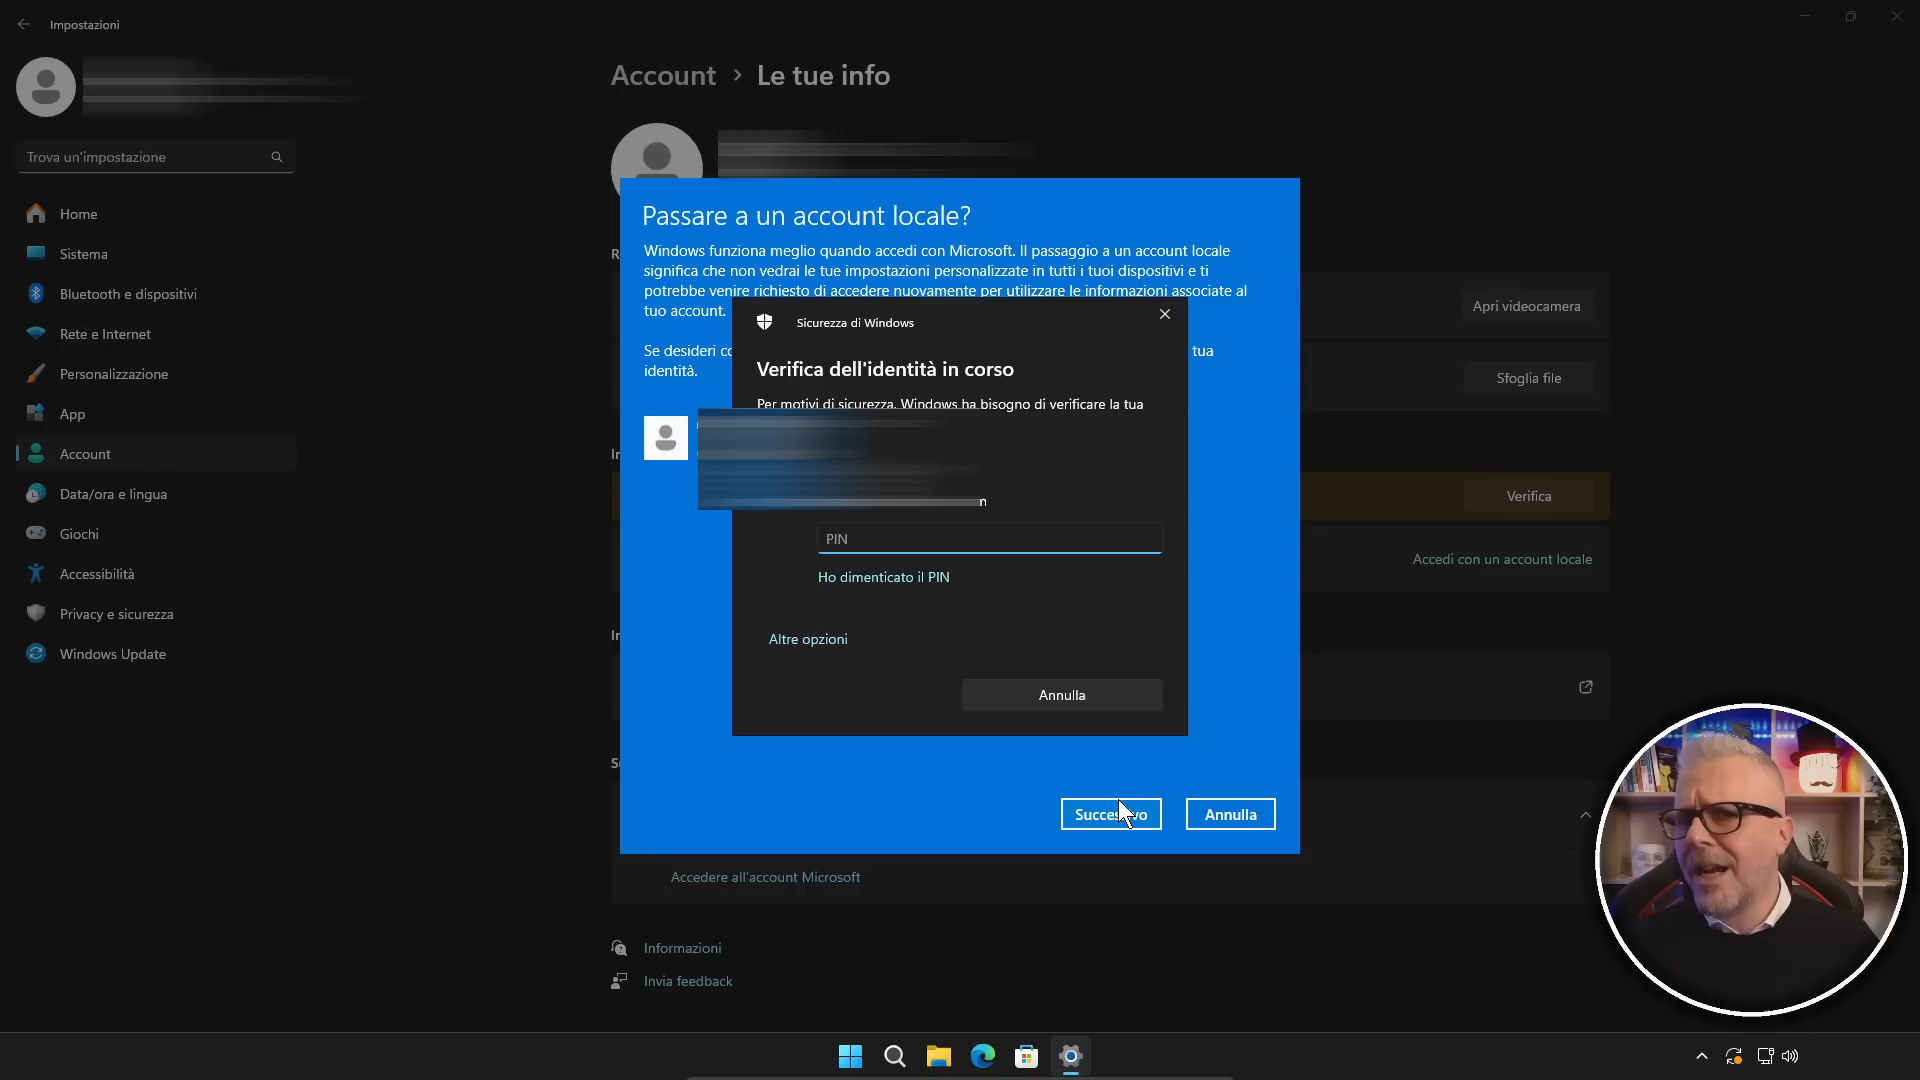 Impostazioni
Trova un'impostazione
Home
Sistema
Bluetooth e dispositivi
Rete e Internet
Personalizzazione
App
Account
Data/ora e lingua
Giochi
Accessibilità
Privacy e sicurezza
Windows Update
Account > Le tue info
Passare a un account locale?
Windows funziona meglio quando accedi con Microsoft. Il passaggio a un account locale
significa che non vedrai le tue impostazioni personalizzate in tutti i tuoi dispositivi e ti
potrebbe venire richiesto di accedere nuovamente per utilizzare le informazioni associate al
tuo account.
Se desideri
tua
identità.
Sicurezza di Windows
Verifica dell'identità in corso
Per motivi di sicurezza, Windows ha bisogno di verificare la tua
PIN
Ho dimenticato il PIN
Altre opzioni
Annulla
Successivo
Annulla
Apri videocamera
Sfoglia file
Verifica
Accedi con un account locale
Accedere all'account Microsoft
Informazioni
Invia feedback